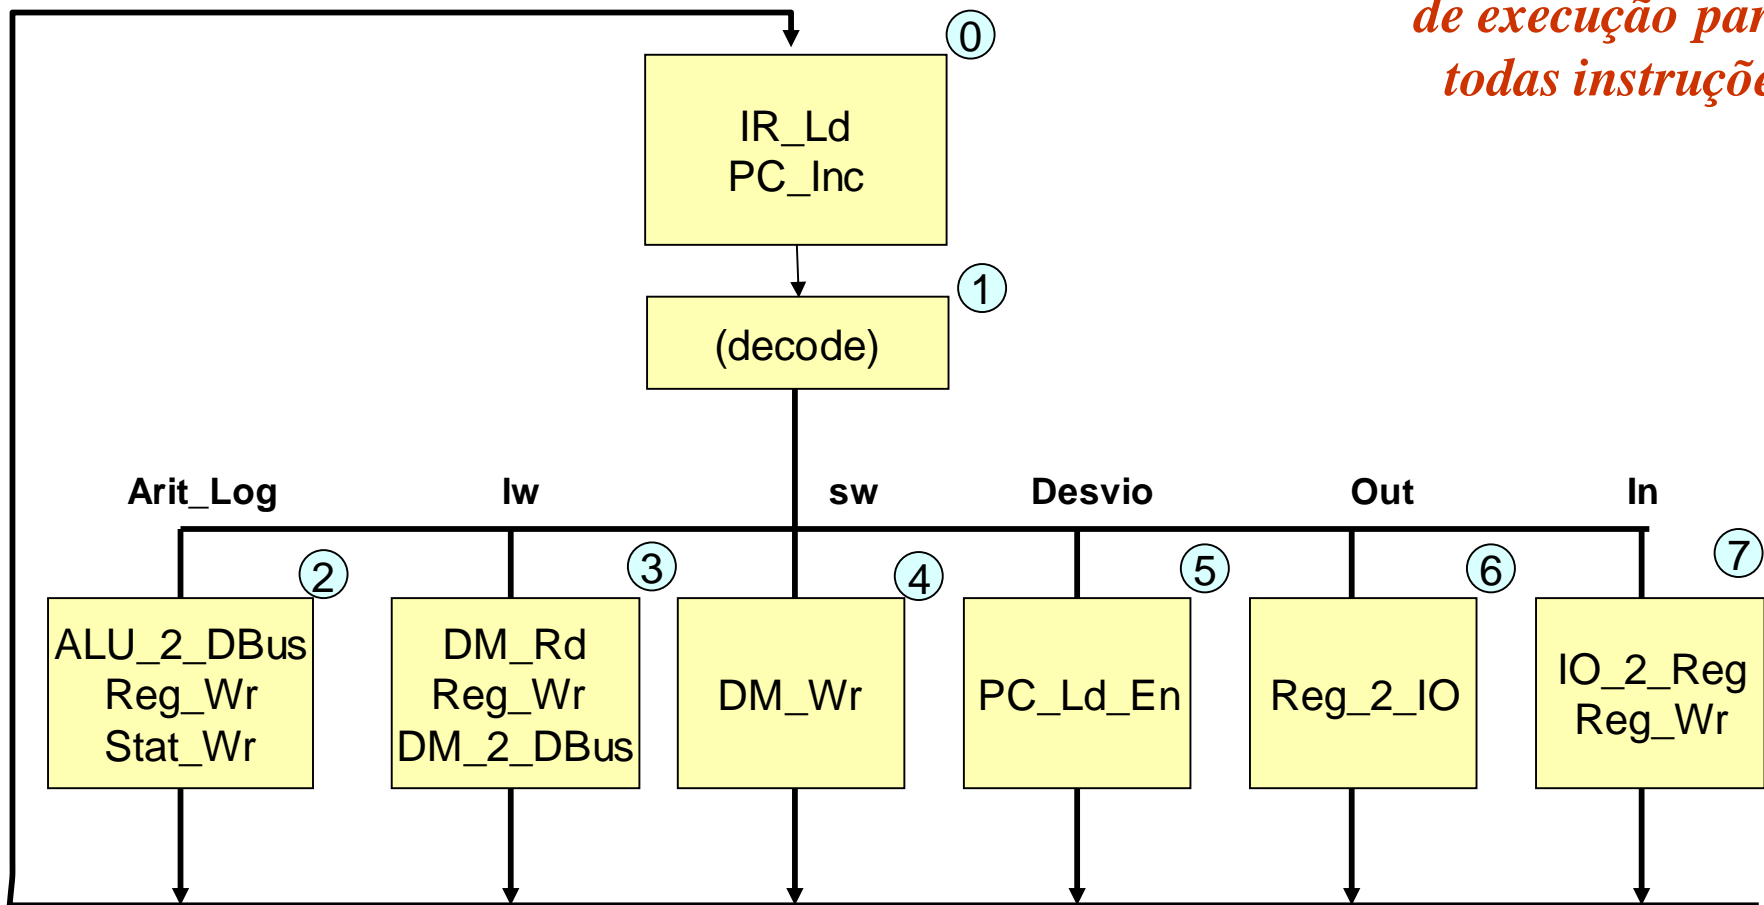 de execução par
todas instruçõe
0
IR_Ld
PC_Inc
1
(decode)
Arit_Log
lw
sw
Desvio
Out
In
2
3
4
5
6
7
ALU_2_DBus
Reg_Wr
Stat_Wr
DM_Rd
Reg_Wr
DM_2_DBus
DM_Wr
PC_Ld_En
Reg_2_IO
IO_2_Reg
Reg_Wr